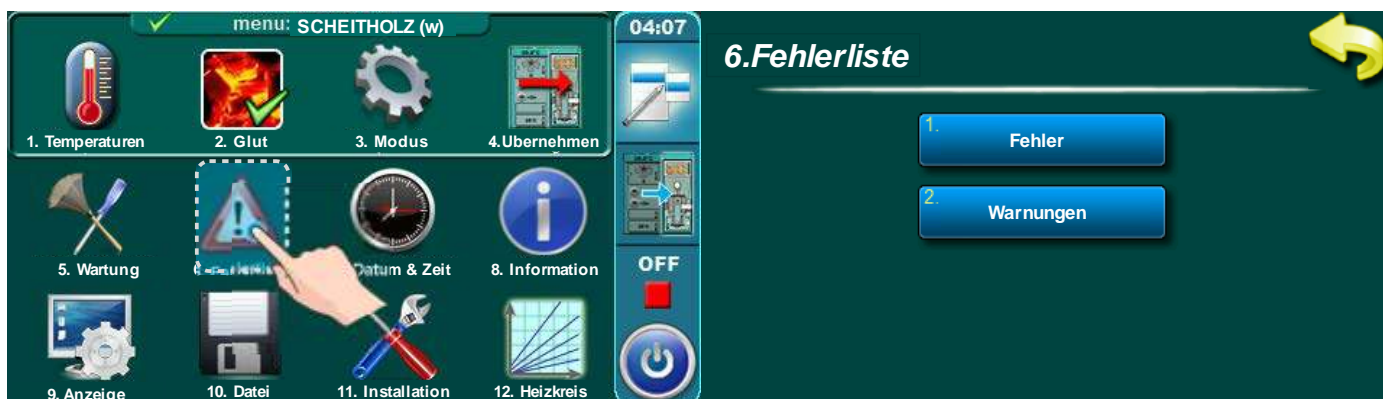 menu: SCHEITHOLZ (w)
04:07
1. Temperaturen
2. Glut
3. Modus
4.Ubernehmen
5. Wartung
Datum & Zeit
8. Information
OFF
9. Anzeige
10. Datei
11. Installation
12. Heizkreis
6.Fehlerliste
1.
Fehler
2.
Warnungen